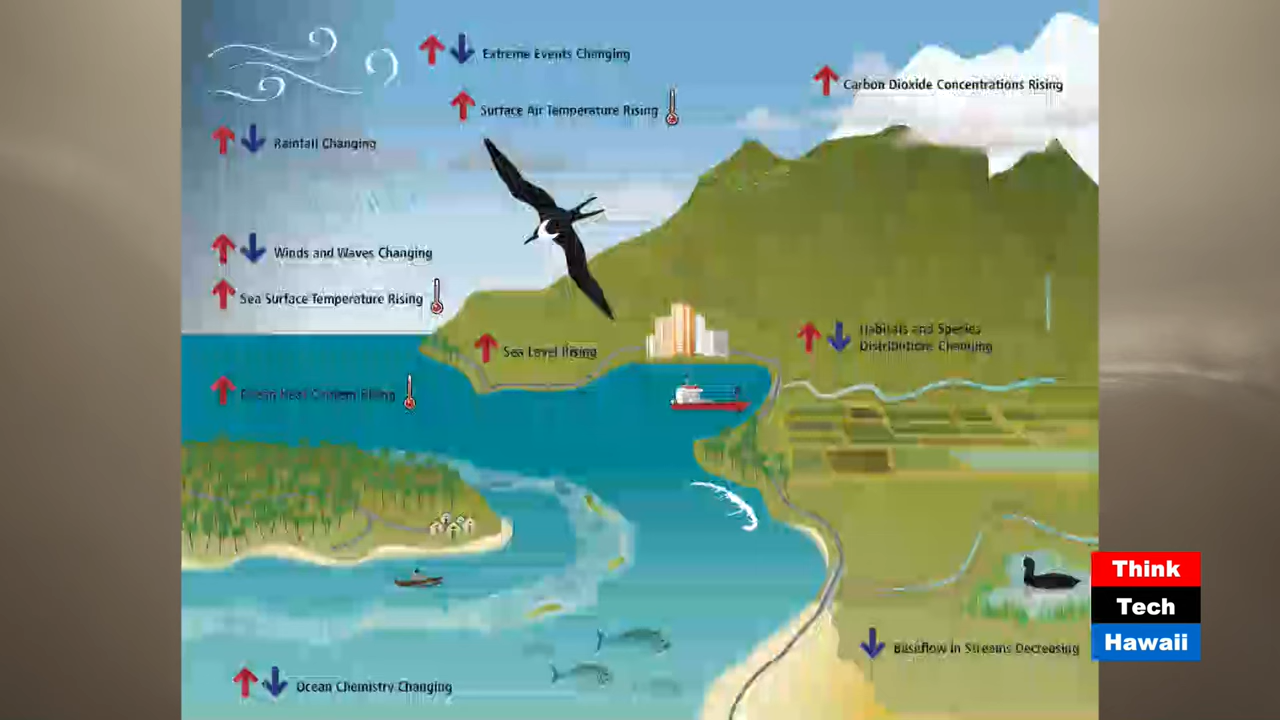 Extreme Events Changing
Carbon Dioxide Concentrations Rising
Surface Air Temperature Rising
Rainfall Changing
Winds and Waves Changing
Sea Surface Temperature Rising
Habitats and Species
Distributions Changing
Sea Level Rising
Ocean Heat Content Rising
Think
Tech
Hawaii
Baseflow in Streams Decreasing
Ocean Chemistry Changing